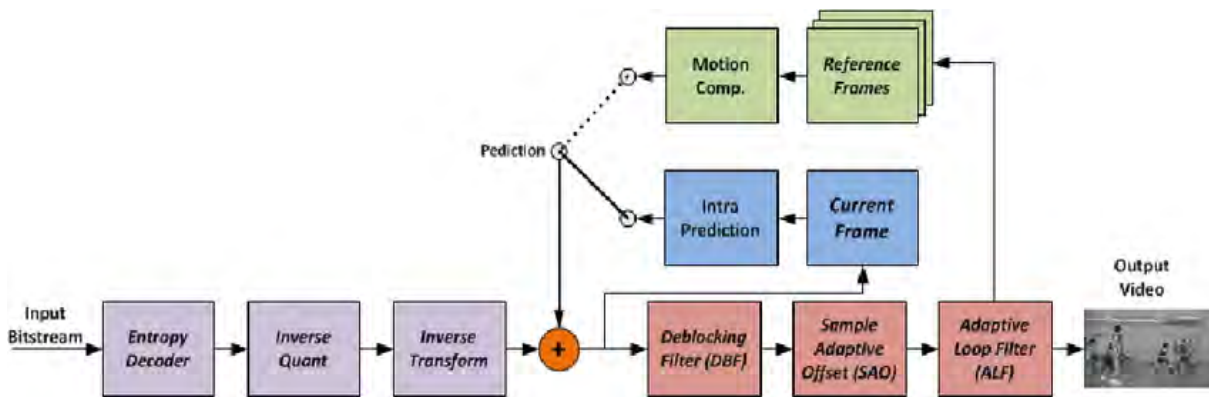 Motion
Comp.
Reference
Frames
Pediction
Intra
Prediction
Current
Frame
Input
Bitstream
Entropy
Decoder
Inverse
Quant
Inverse
Transform
+
Deblocking
Filter (DBF)
Sample
Adaptive
Offset (SAO)
Adaptive
Loop Filter
(ALF)
Output
Video